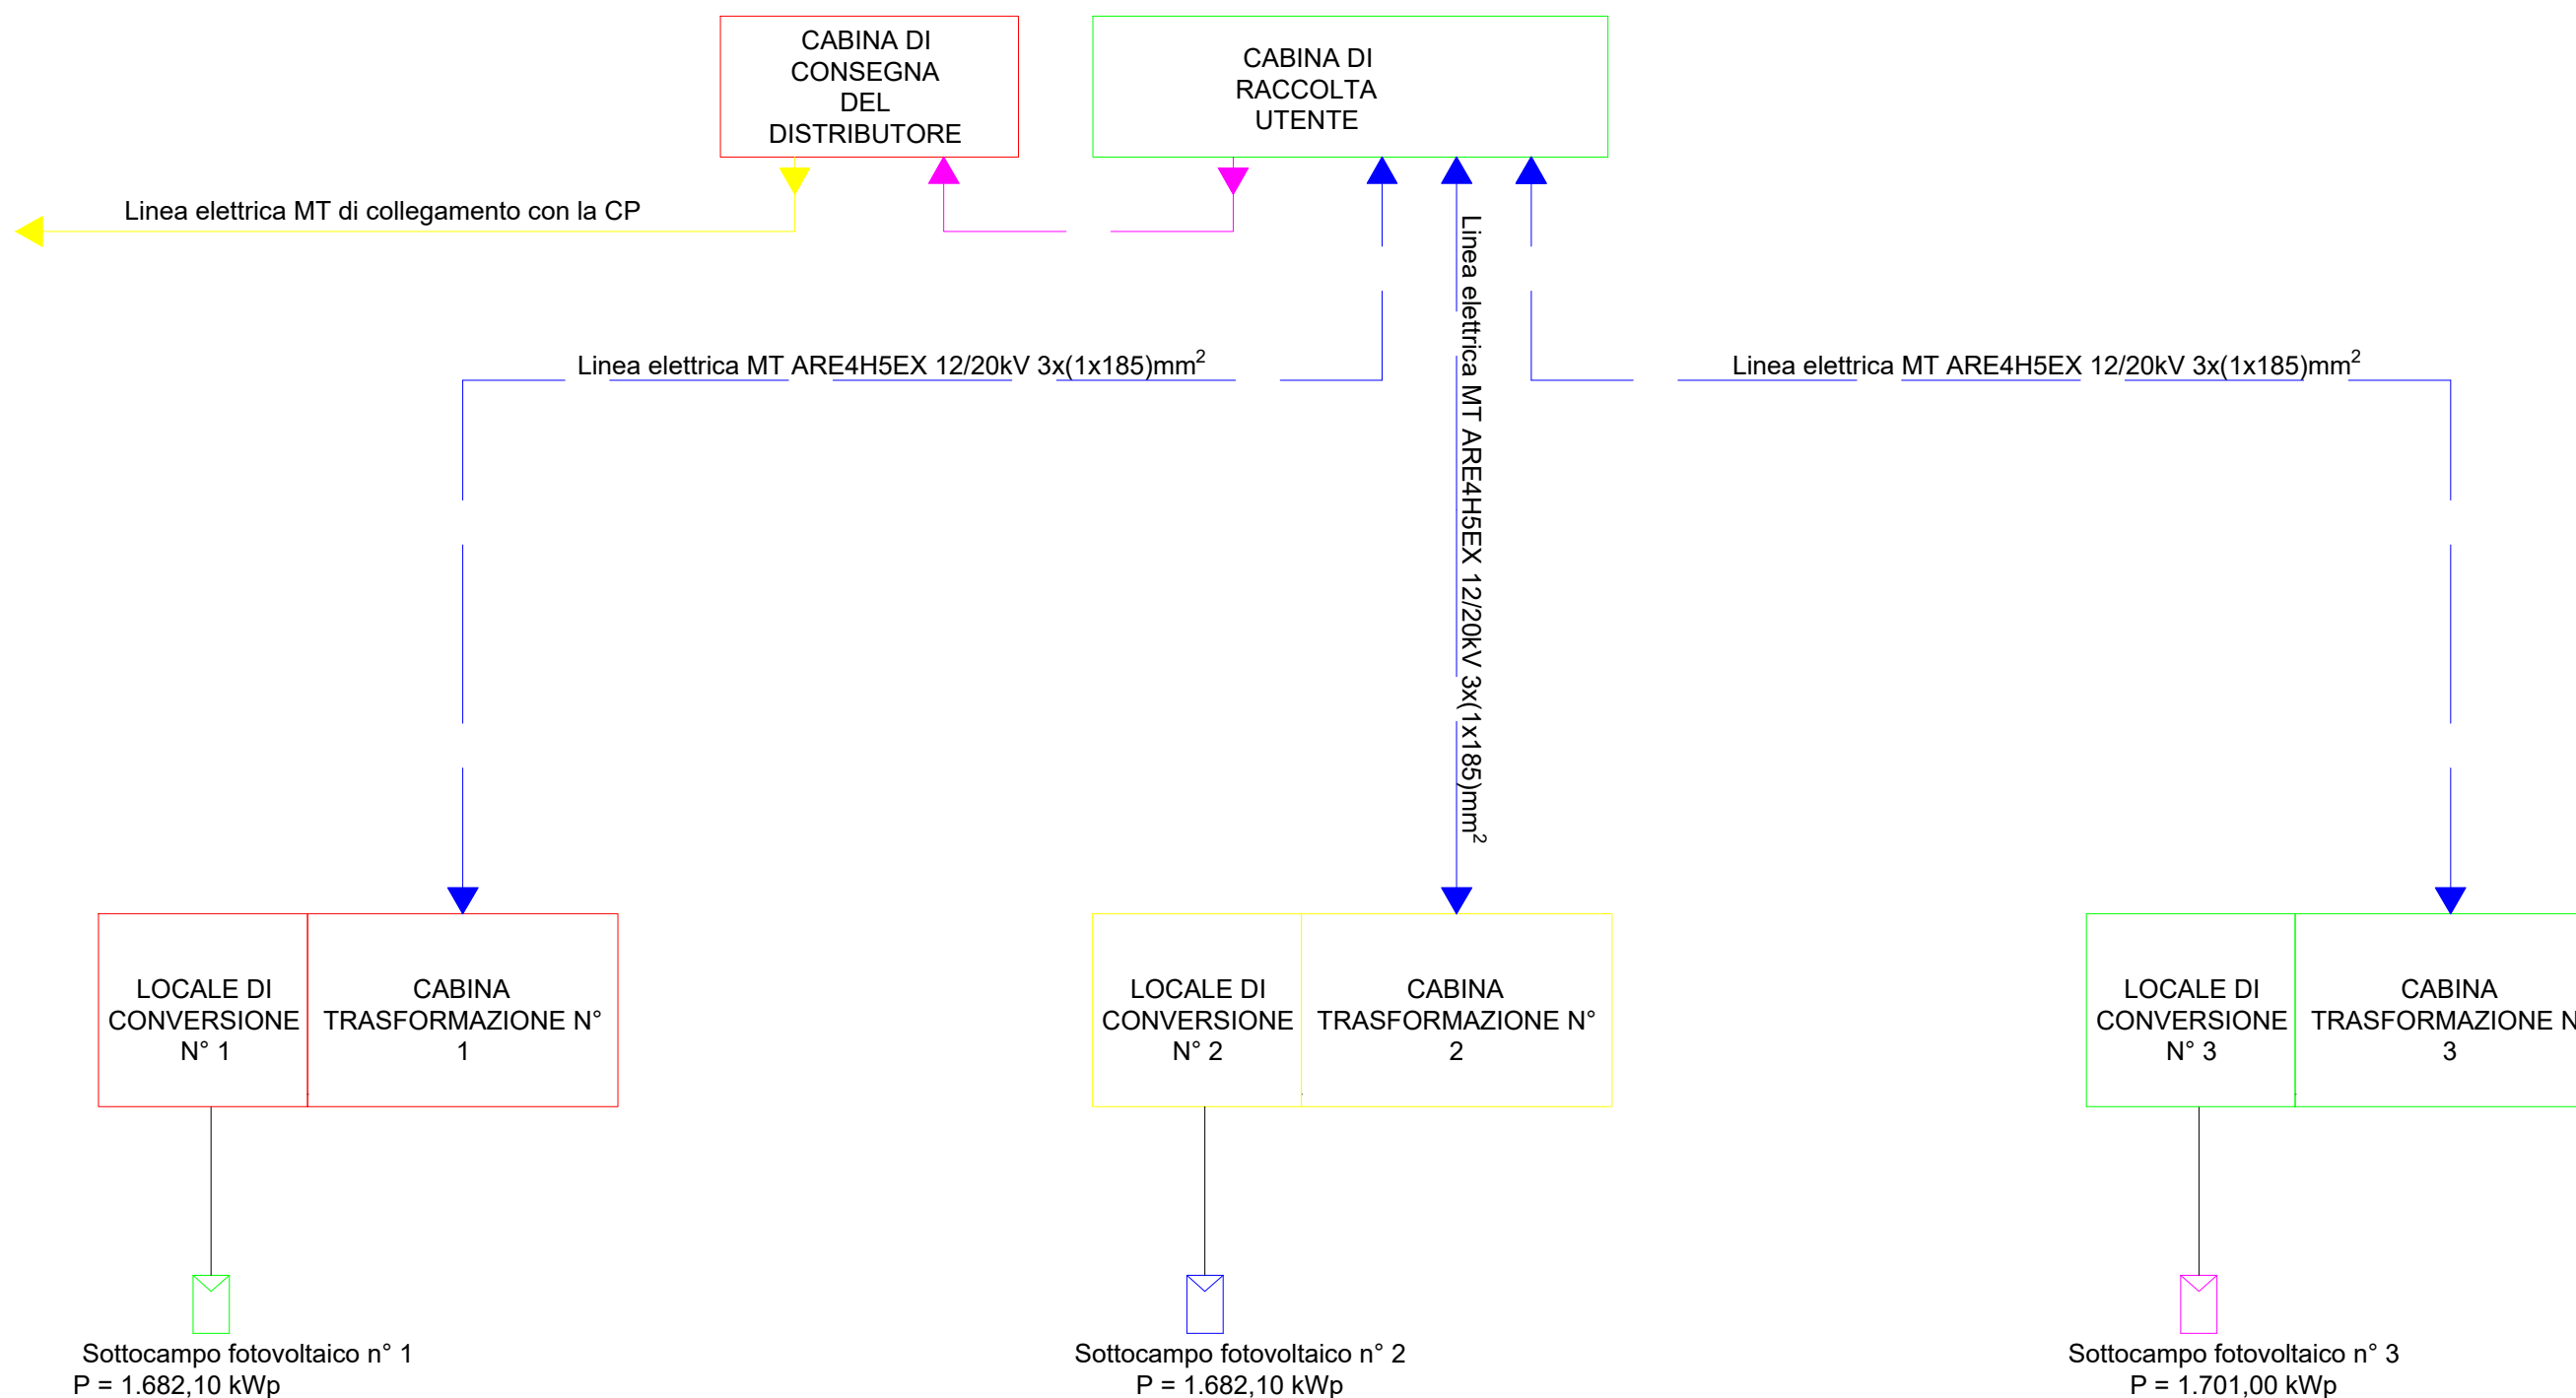 CABINA DI
CONSEGNA
DEL
DISTRIBUTORE
CABINA DI
RACCOLTA
UTENTE
Linea elettrica MT di collegamento con la CP
Linea elettrica MT ARE4H5EX 12/20kV 3x(1x185)mm²
Linea elettrica MT ARE4H5EX 12/20kV 3x(1x185)mm²
Linea elettrica MT ARE4H5EX 12/20kV 3x(1x185)mm²
LOCALE DI
CONVERSIONE
N° 1
CABINA
TRASFORMAZIONE N°
1
LOCALE DI
CONVERSIONE
N° 2
CABINA
TRASFORMAZIONE N°
2
LOCALE DI
CONVERSIONE
N° 3
CABINA
TRASFORMAZIONE N
3
Sottocampo fotovoltaico n° 1
P = 1.682,10 kWp
Sottocampo fotovoltaico n° 2
P = 1.682,10 kWp
Sottocampo fotovoltaico n° 3
P = 1.701,00 kWp